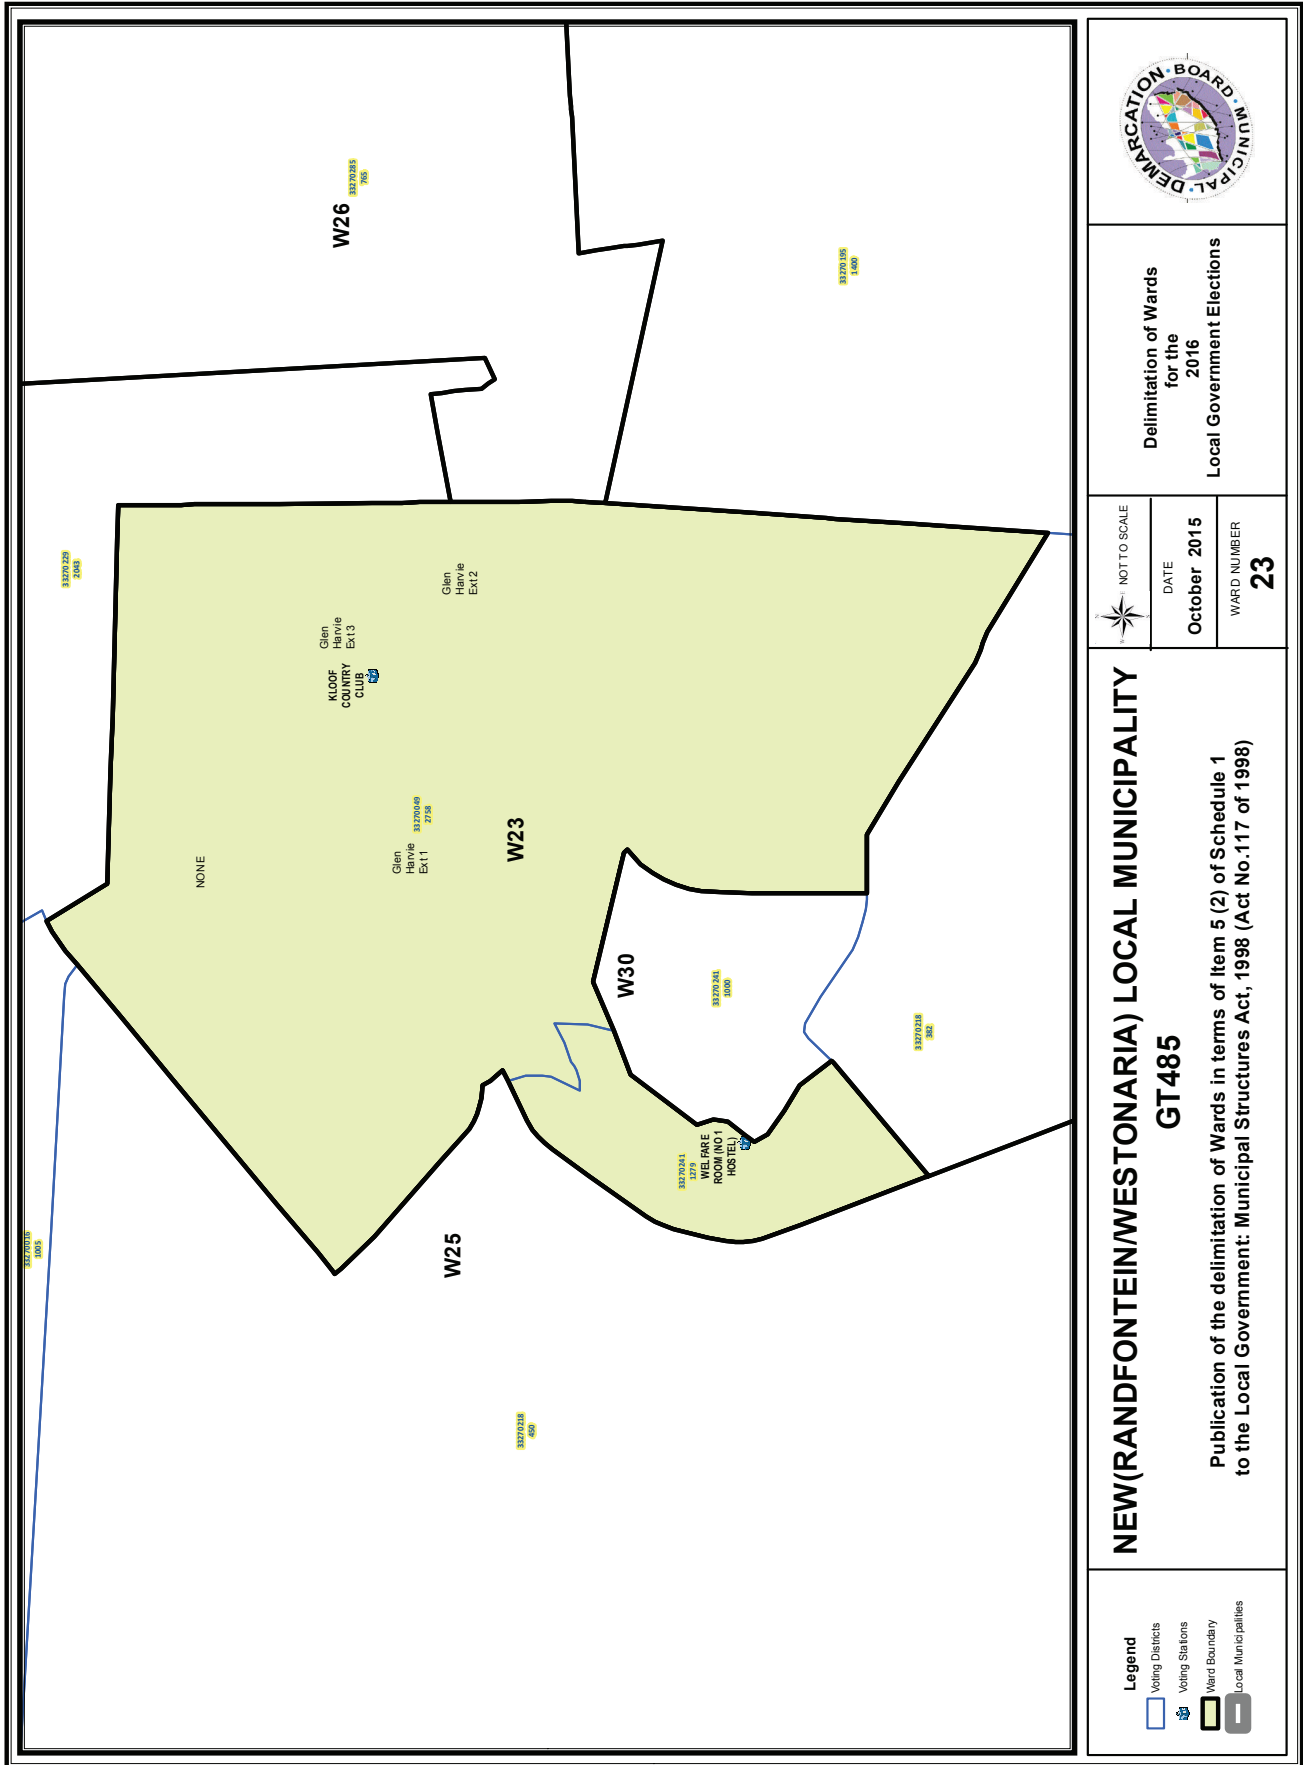 33270016
1005
33270229
2043
W26
33270285
765
NONE
Glen
Harvie
Ext 3
KLOOF
COUNTRY
CLUB
Glen
Harvie
Ext 2
Glen
Harvie
Ext 1
33270049
2758
W23
W25
33270218
450
W30
33270241
1000
33270241
1279
WELFARE
ROOM (NO 1
HOSTEL)
33270195
1400
33270218
382
Legend
Voting Districts
Voting Stations
Ward Boundary
Local Municipalities
NEW(RANDFONTEIN/WESTONARIA) LOCAL MUNICIPALITY
GT485
Publication of the delimitation of Wards in terms of Item 5 (2) of Schedule 1
to the Local Government: Municipal Structures Act, 1998 (Act No.117 of 1998)
NOT TO SCALE
DATE
October 2015
WARD NUMBER
23
Delimitation of Wards
for the
2016
Local Government Elections
MUNICIPAL DEMARCATION BOARD